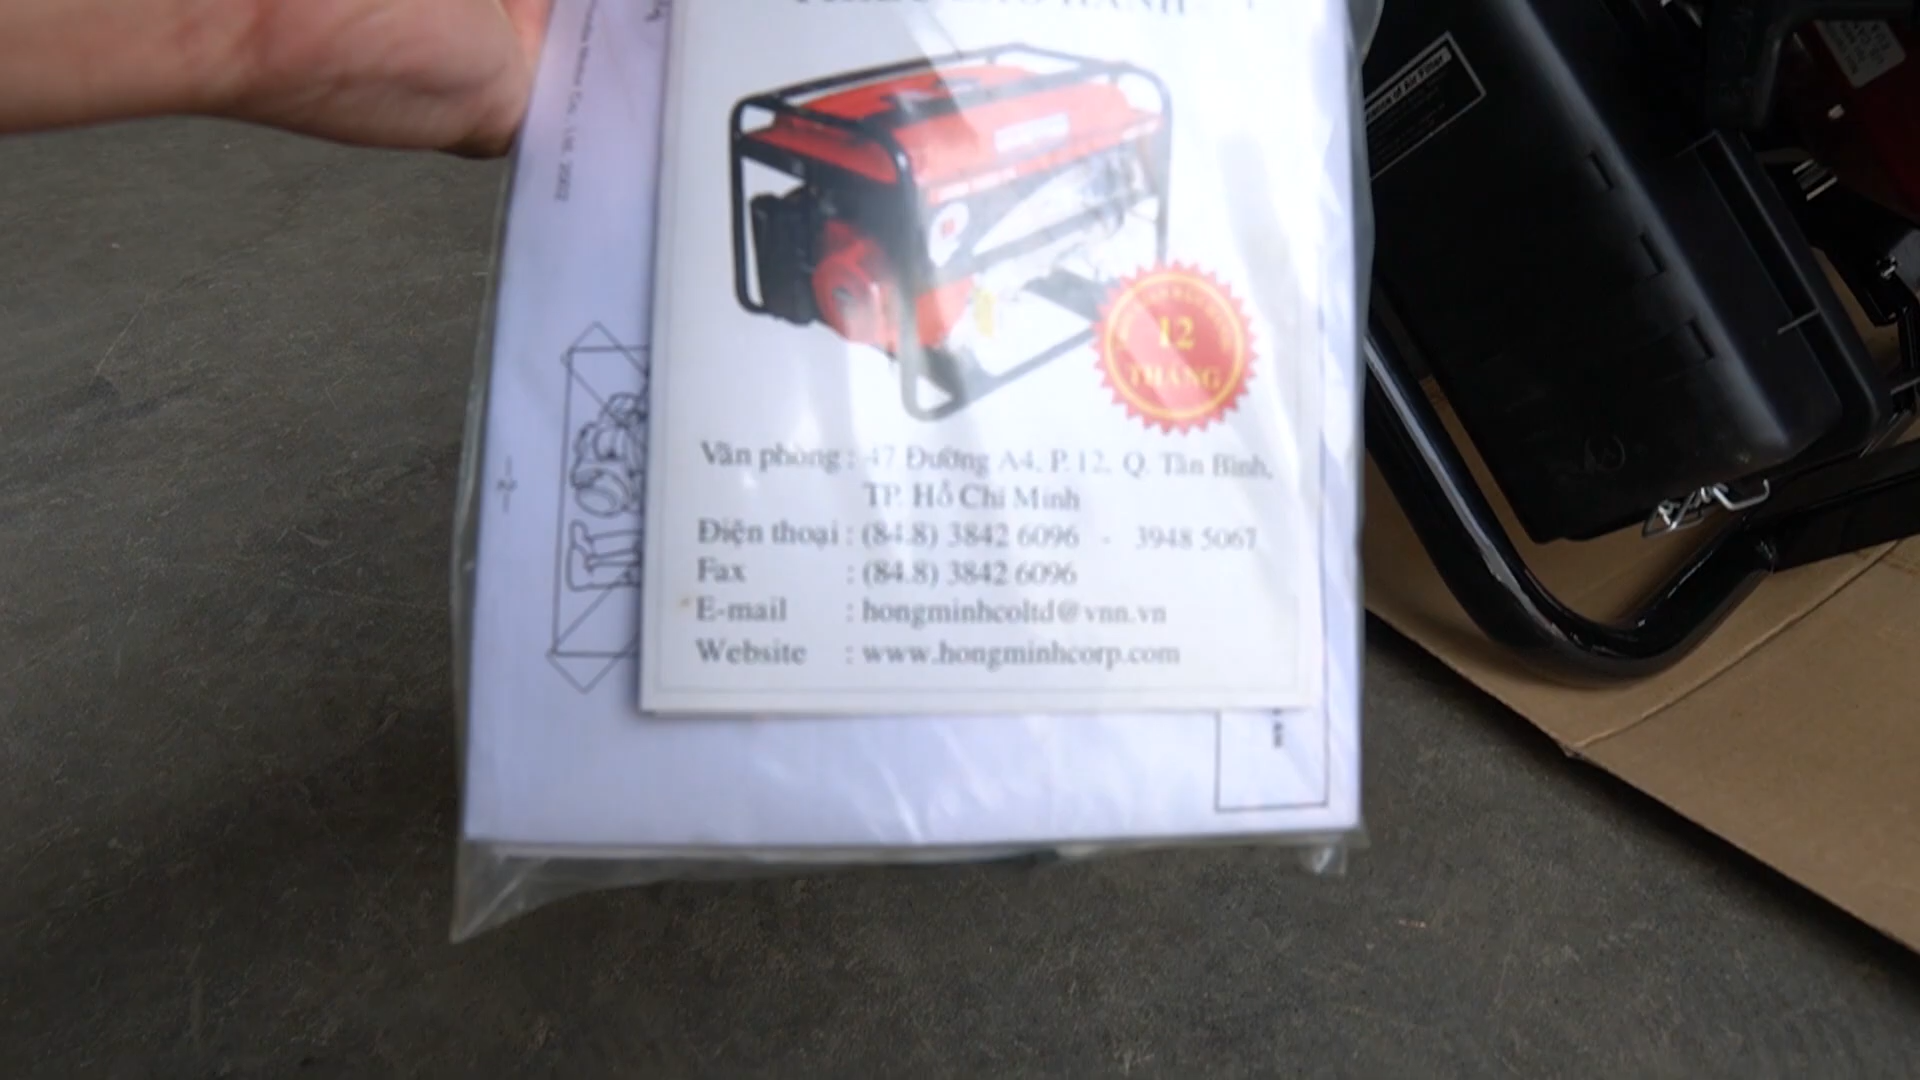 12
THÁNG
Văn phòng : 47 Đường A4, P. 12, Q. Tân Bình,
TP. Hồ Chí Minh
Điện thoại : (84.8) 3842 6096 - 3948 5067
Fax : (84.8) 3842 6096
E-mail : hongminhcoltd@vnn.vn
Website : www.hongminhcorp.com